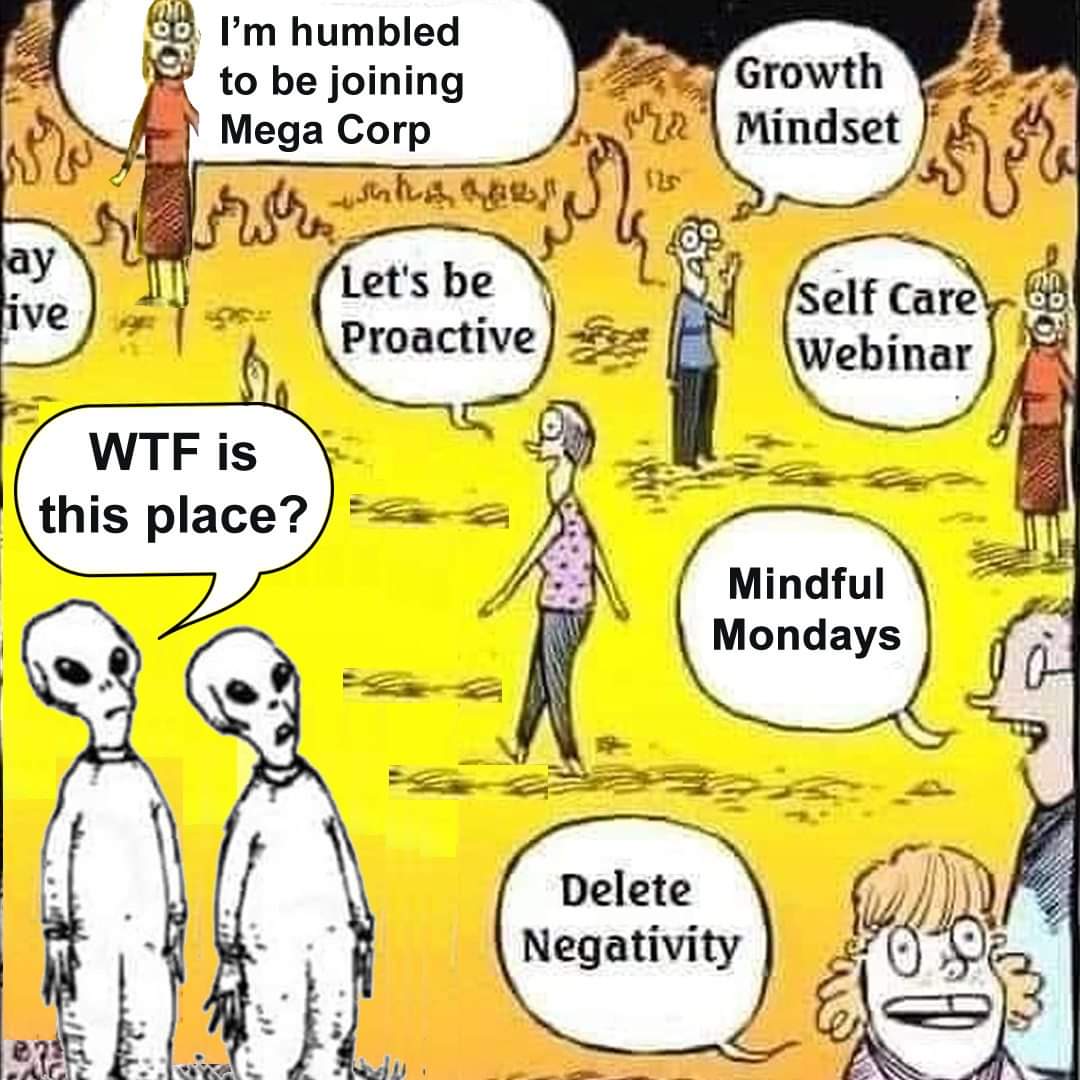 I'm humbled
to be joining
Mega Corp
Growth
Mindset
ay
ive
Let's be
Proactive
Self Care
Webinar
WTF is
this place?
Mindful
Mondays
Delete
Negativity